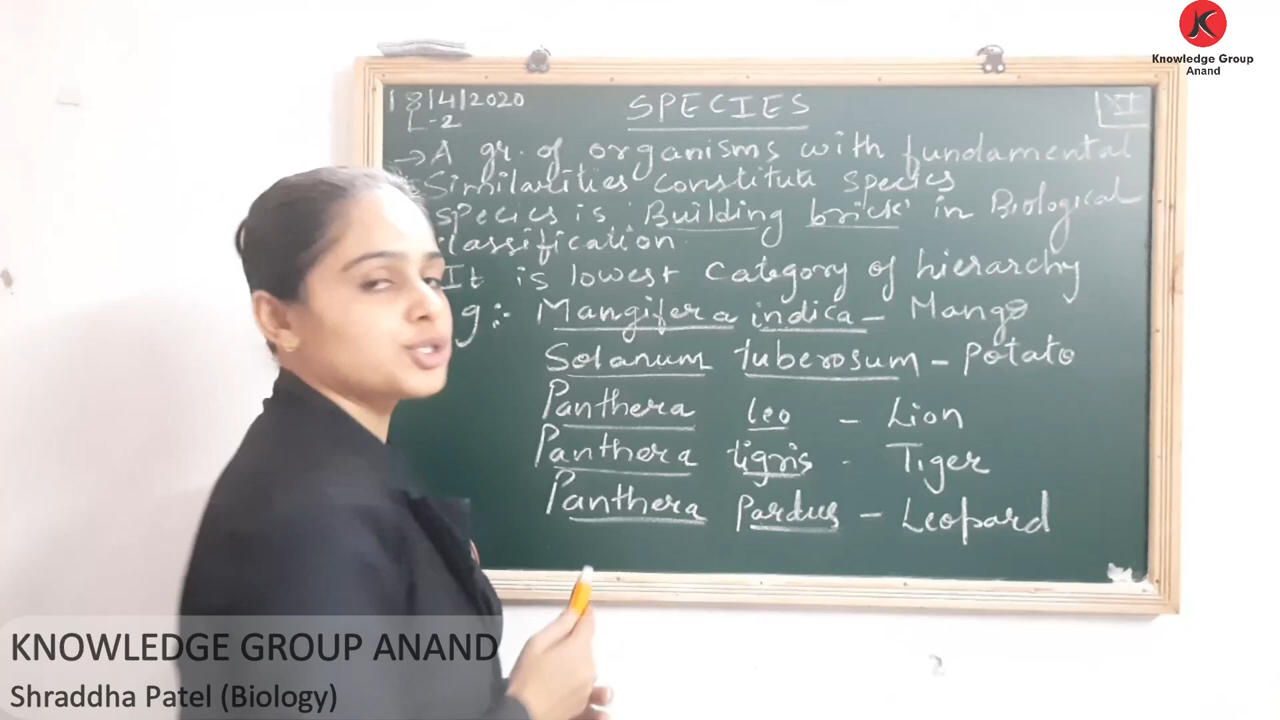 18/4/2020
L-2
SPECIES
XI
→ A gr. of organisms with fundamental
Similarities constitute species
species is 'Building brick' in Biological
classification.
It is lowest category of hierarchy
g :- Mangifera indica - Mango
Solanum tuberosum - Potato
Panthera leo - Lion
Panthera tigris - Tiger
Panthera Pardus - Leopard
K
Knowledge Group
Anand
KNOWLEDGE GROUP ANAND
Shraddha Patel (Biology)